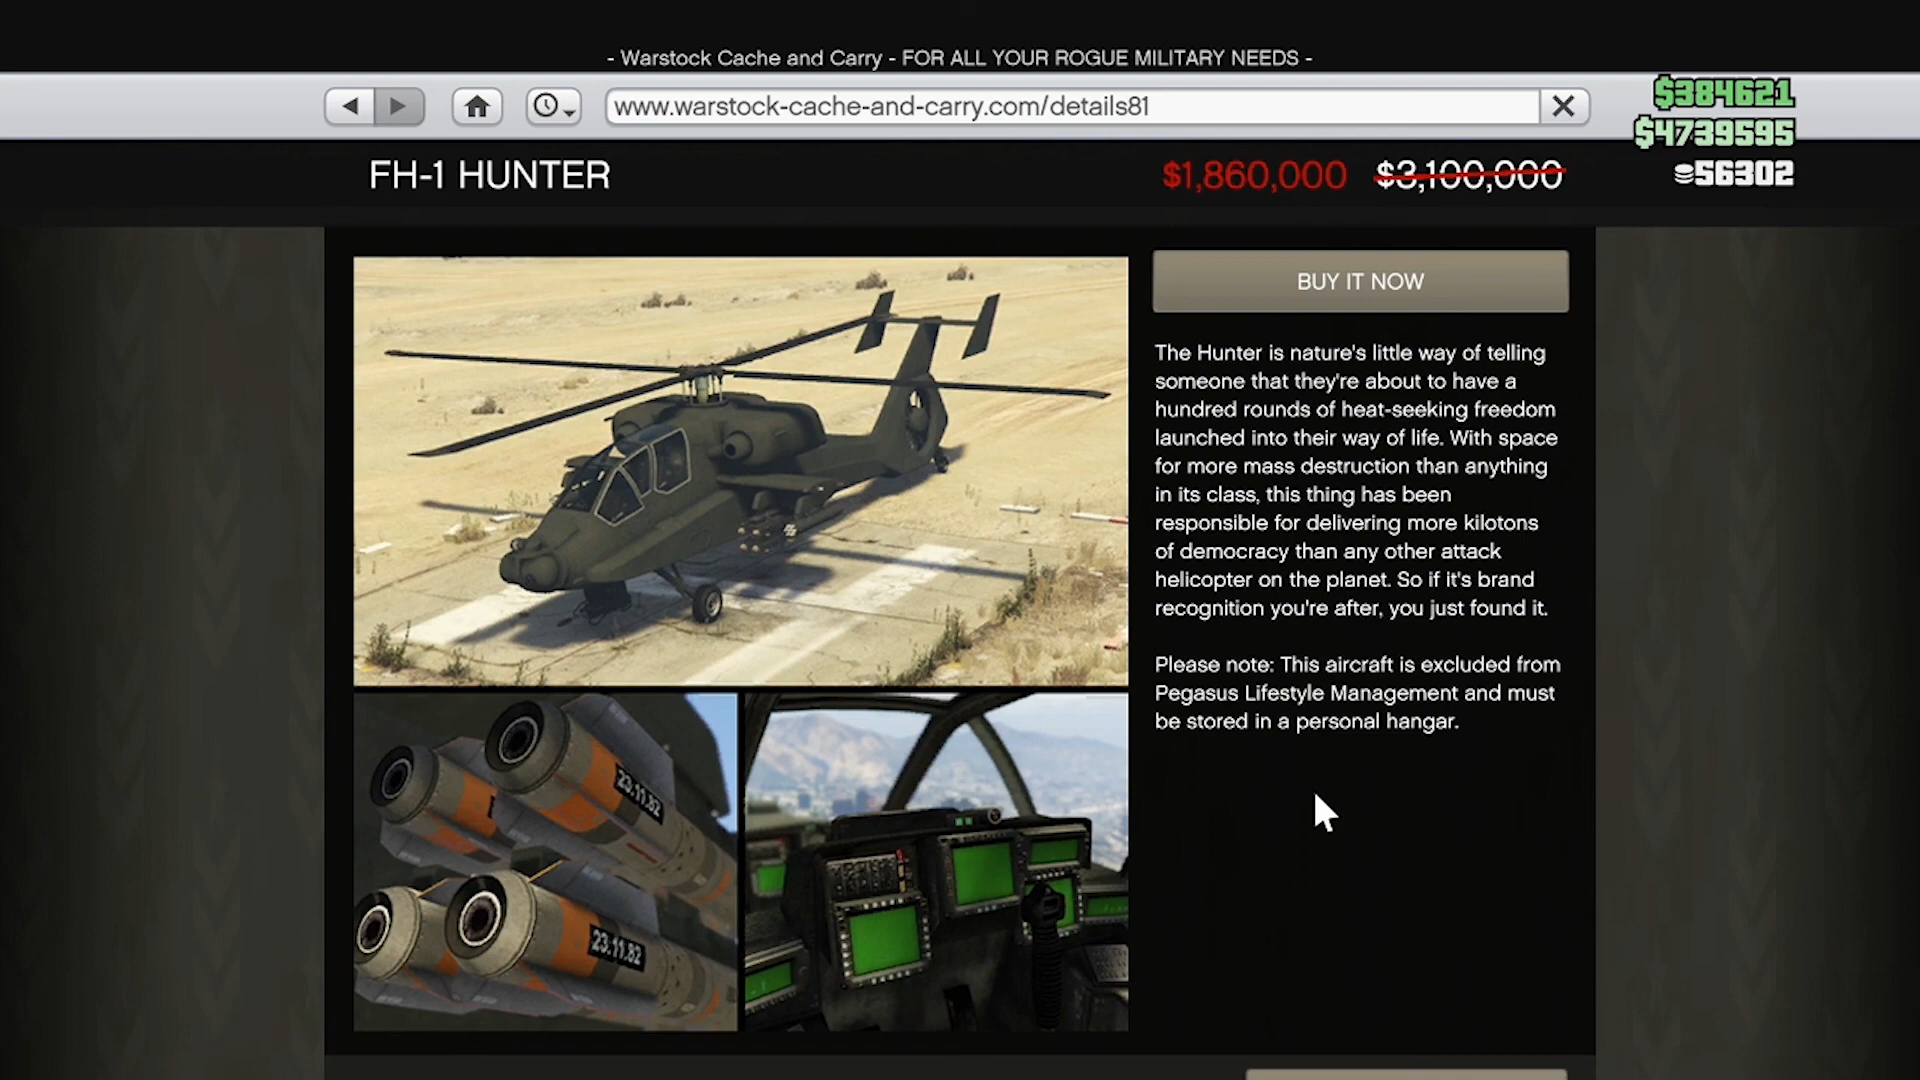 - Warstock Cache and Carry - FOR ALL YOUR ROGUE MILITARY NEEDS -
www.warstock-cache-and-carry.com/details81
$384621
$4739595
56302
FH-1 HUNTER
$1,860,000 $3,100,000
BUY IT NOW
The Hunter is nature's little way of telling
someone that they're about to have a
hundred rounds of heat-seeking freedom
launched into their way of life. With space
for more mass destruction than anything
in its class, this thing has been
responsible for delivering more kilotons
of democracy than any other attack
helicopter on the planet. So if it's brand
recognition you're after, you just found it.
Please note: This aircraft is excluded from
Pegasus Lifestyle Management and must
be stored in a personal hangar.
23.11.82
23.11.82